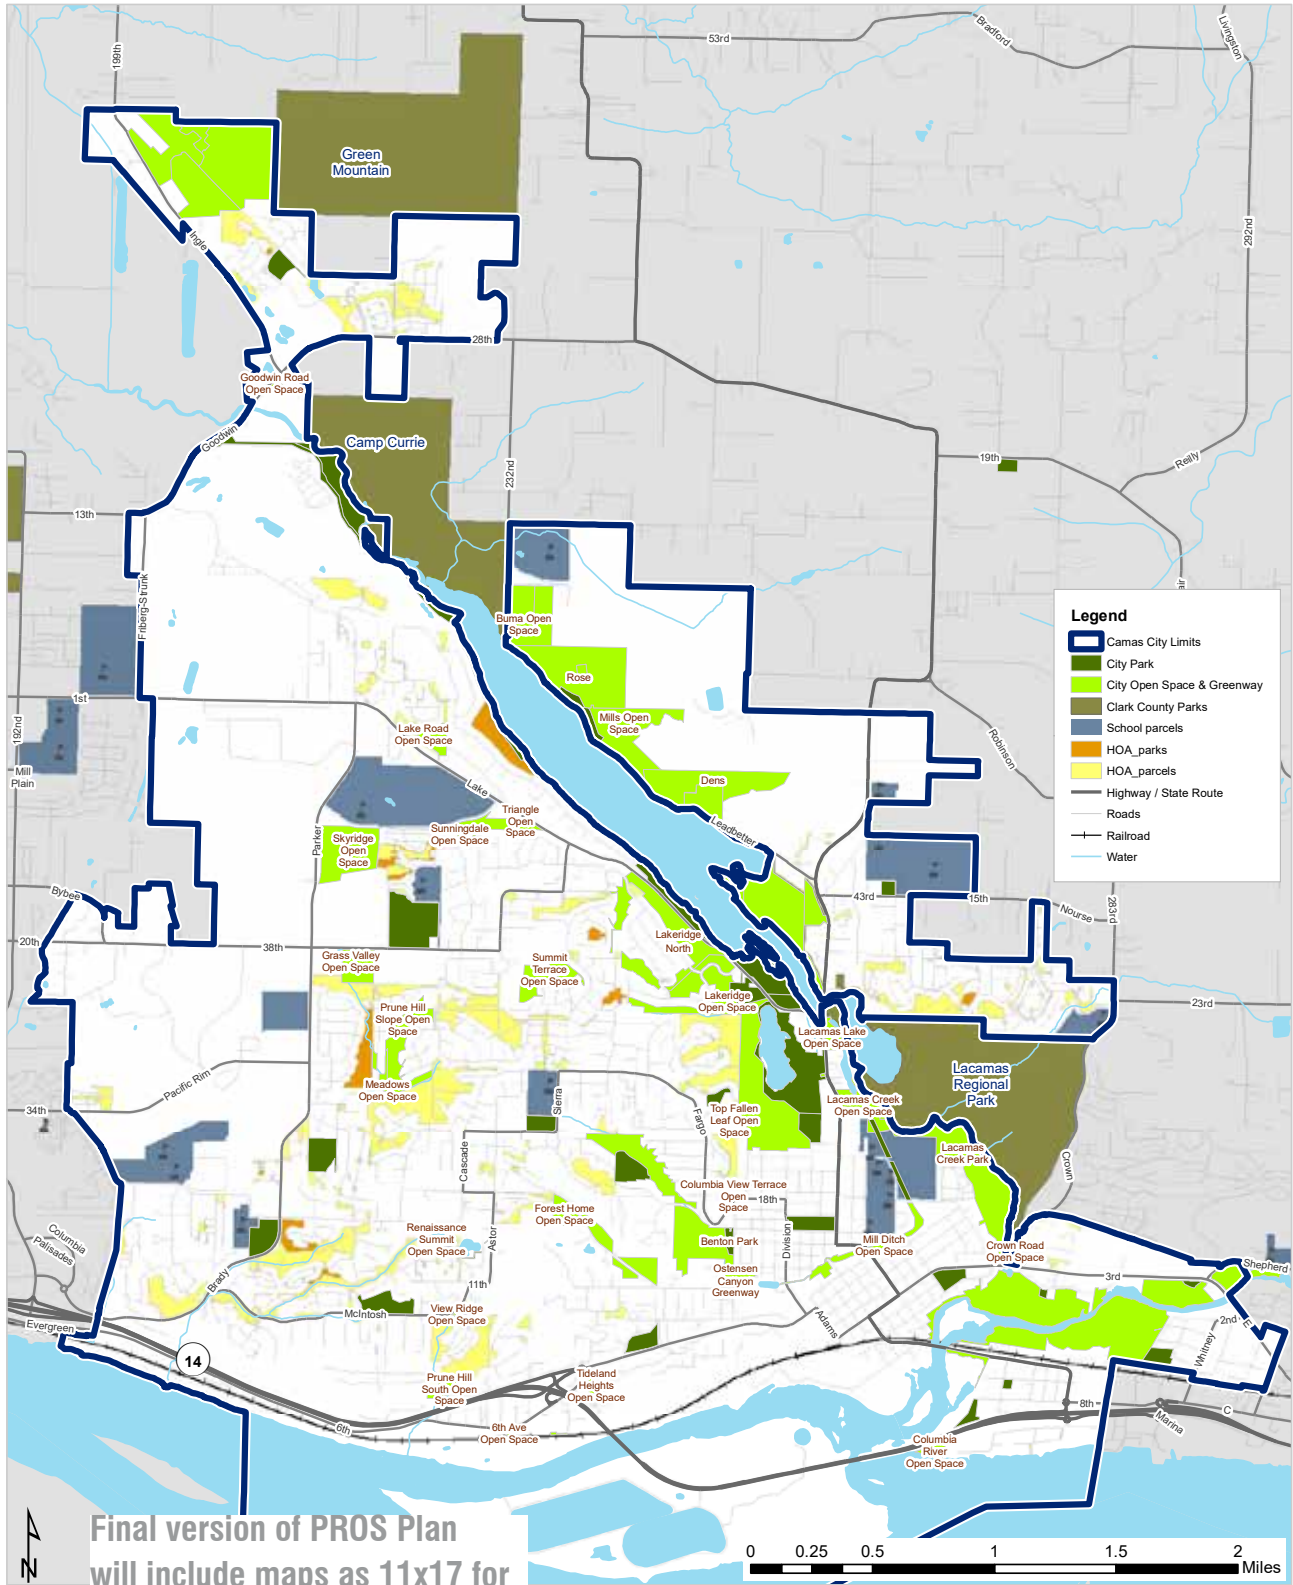 53rd
Bradford
Livingston
199th
Green
Mountain
292nd
Ingle
28th
Goodwin Road
Open Space
Goodwin
Camp Currie
232nd
19th
Reilly
13th
Friberg-Strunk
Buma Open
Space
Rose
Mills Open
Space
1st
192nd
Mill
Plain
Lake Road
Open Space
Lake
Robinson
Dens
Leadbetter
Triangle
Open
Space
Sunningdale
Open Space
Parker
Skyridge
Open
Space
Legend
Camas City Limits
City Park
City Open Space & Greenway
Clark County Parks
School parcels
HOA_parks
HOA_parcels
Highway / State Route
Roads
Railroad
Water
Bybee
43rd
15th
Nourse
283rd
20th
38th
Lakeridge
North
Grass Valley
Open Space
Summit
Terrace
Open Space
Lakeridge
Open Space
23rd
Prune Hill
Slope Open
Space
Lacamas Lake
Open Space
Lacamas
Regional
Park
Pacific Rim
Meadows
Open Space
Sierra
Fargo
34th
Top Fallen
Leaf Open
Space
Lacamas Creek
Open Space
Lacamas
Creek Park
Crown
Cascade
Columbia View Terrace
Open
Space
18th
Forest Home
Open Space
Columbia
Palisades
Renaissance
Summit
Open Space
Astor
Benton Park
Division
Mill Ditch
Open Space
Crown Road
Open Space
Shepherd
Ostensen
Canyon
Greenway
3rd
Brady
11th
McIntosh
View Ridge
Open Space
Adams
Evergreen
2nd
E
Whitney
14
Prune Hill
South Open
Space
Tideland
Heights
Open Space
6th
6th Ave
Open Space
8th
C
Marina
Columbia
River
Open Space
Final version of PROS Plan
will include maps as 11x17 for
N
0 0.25 0.5 1 1.5 2
Miles